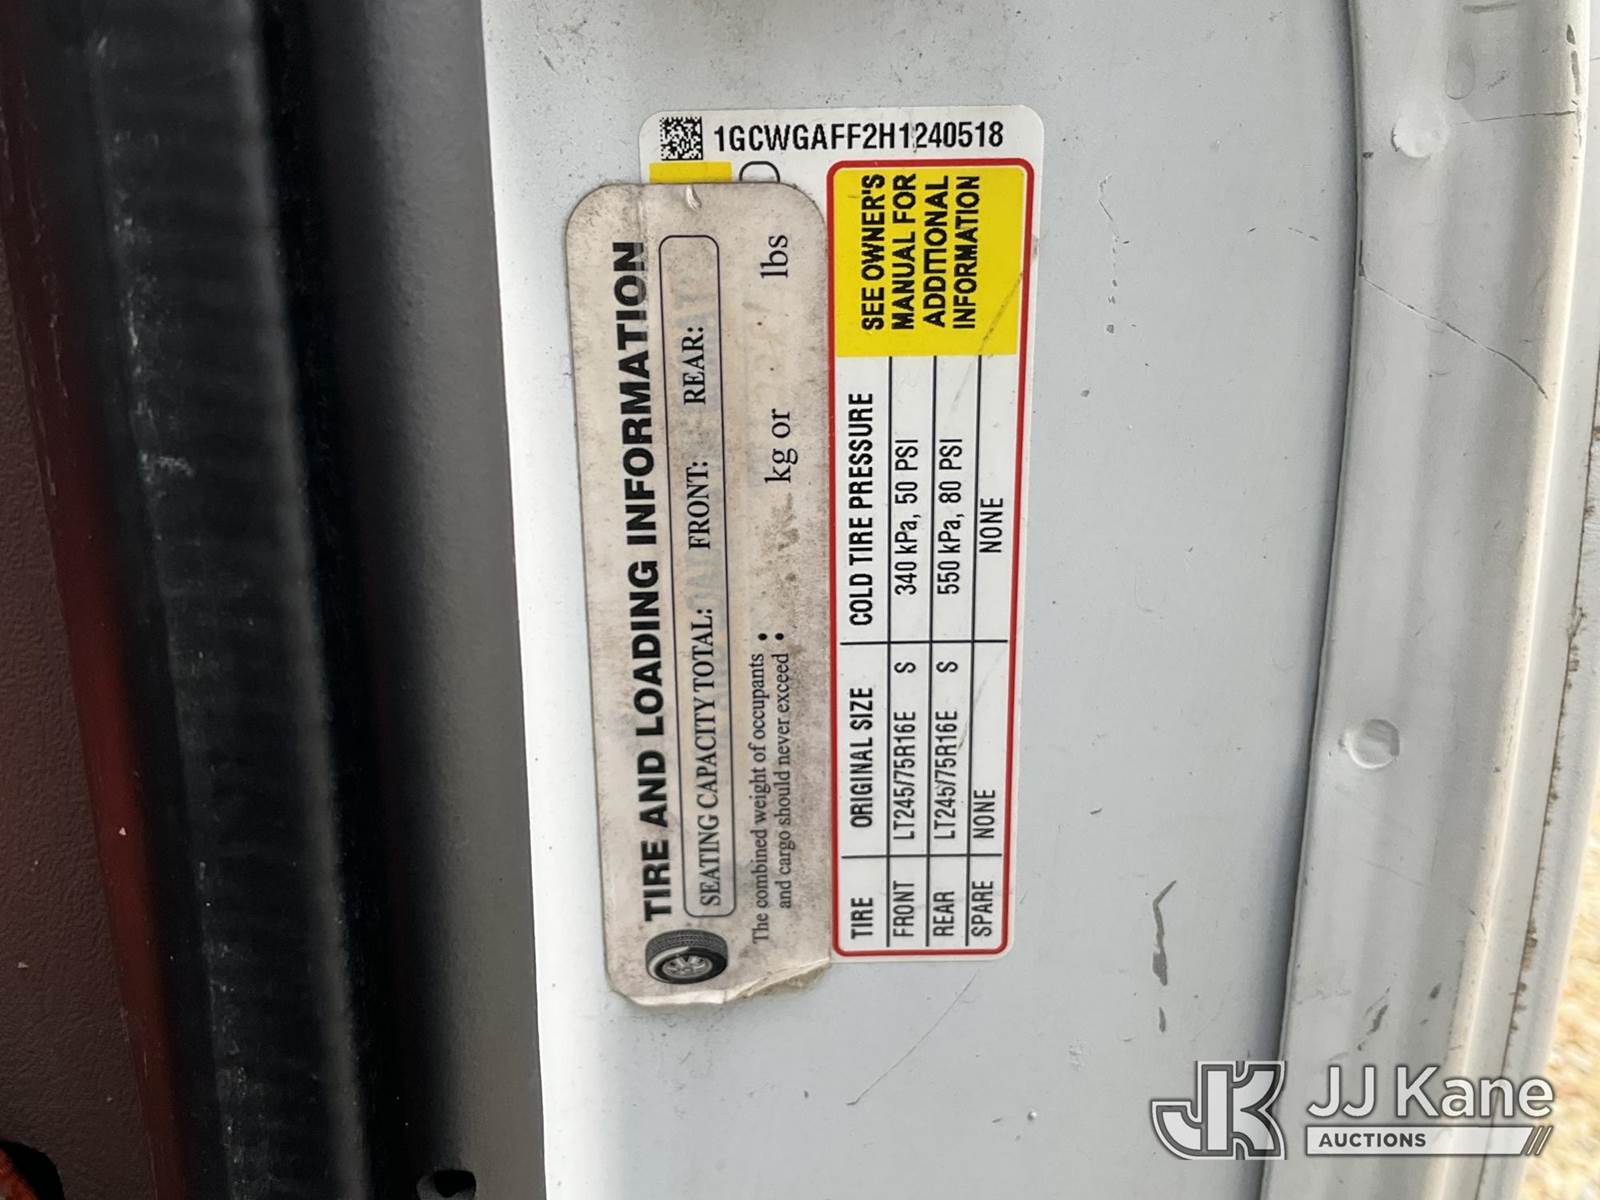 1GCWGAFF2H1240518
TIRE AND LOADING INFORMATION
SEATING CAPACITY TOTAL: FRONT: REAR:
The combined weight of occupants
and cargo should never exceed : kg or lbs
TIRE ORIGINAL SIZE COLD TIRE PRESSURE
FRONT LT245/75R16E S 340 kPa, 50 PSI
REAR LT245/75R16E S 550 kPa, 80 PSI
SPARE NONE NONE
SEE OWNER'S
MANUAL FOR
ADDITIONAL
INFORMATION
JK JJ Kane
AUCTIONS